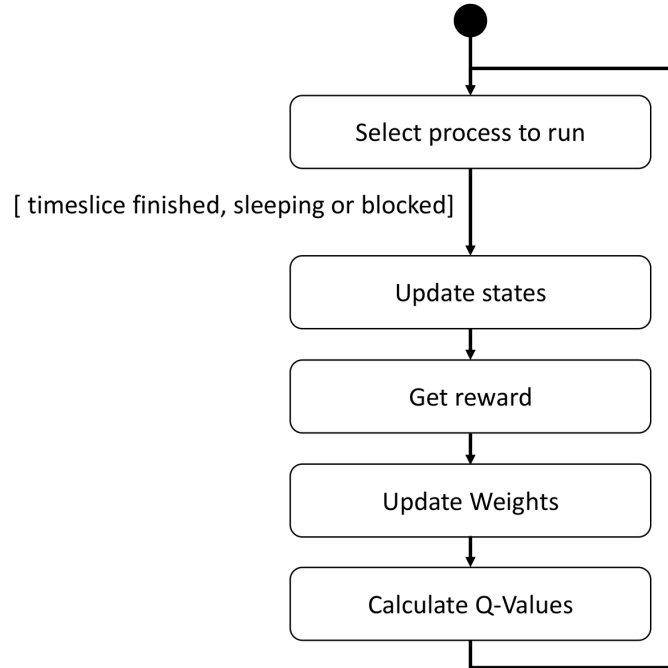 Select process to run
[ timeslice finished, sleeping or blocked]
Update states
Get reward
Update Weights
Calculate Q-Values